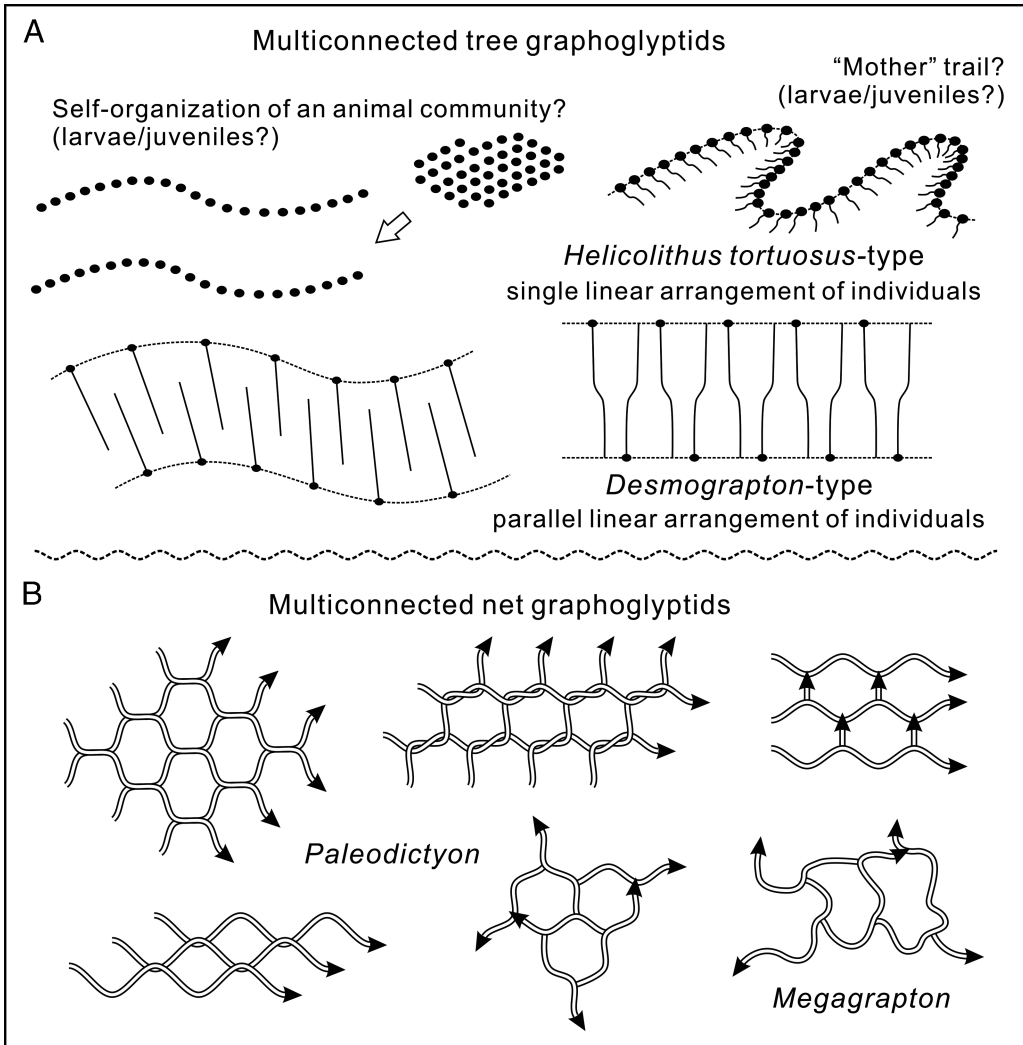 A
Multiconnected tree graphoglyptids
“Mother” trail?
(larvae/juveniles?)
Self-organization of an animal community?
(larvae/juveniles?)
Helicolithus tortuosus-type
single linear arrangement of individuals
Desmograpton-type
parallel linear arrangement of individuals
B
Multiconnected net graphoglyptids
Paleodictyon
Megagrapton